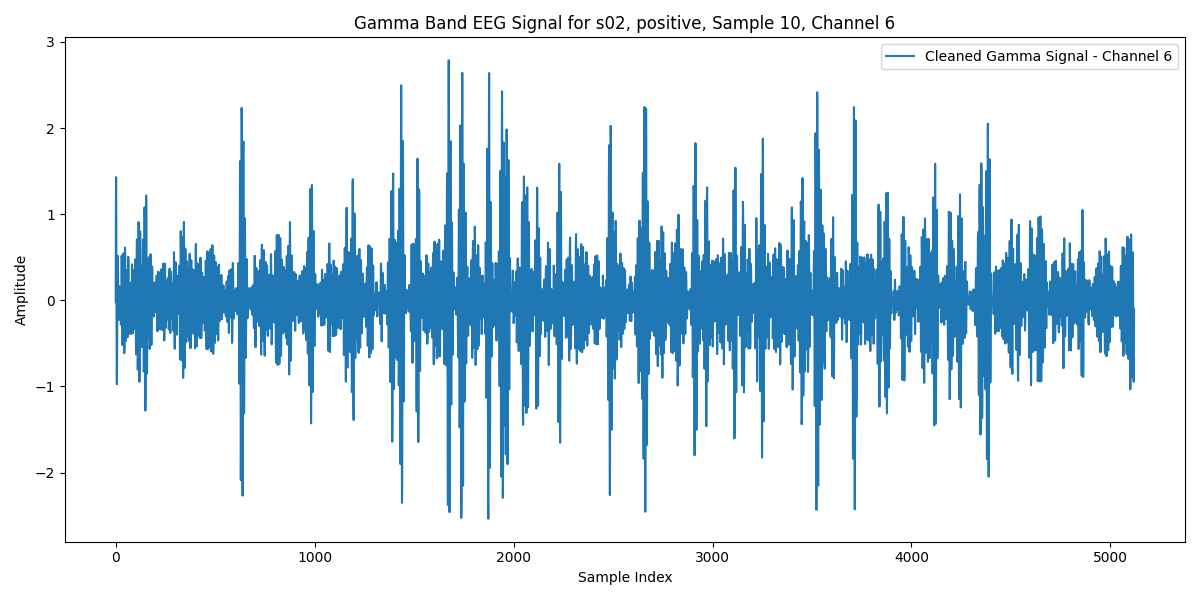 Gamma Band EEG Signal for s02, positive, Sample 10, Channel 6
Cleaned Gamma Signal - Channel 6
3
2
1
0
−1
−2
Amplitude
0 1000 2000 3000 4000 5000
Sample Index